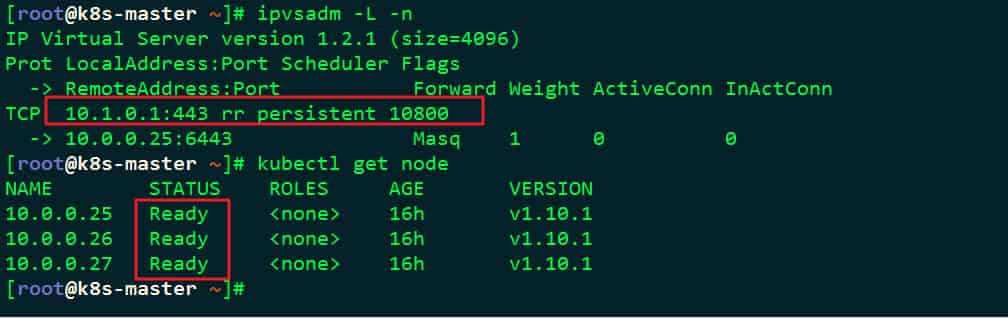 [root@k8s-master ~]# ipvsadm -L -n
IP Virtual Server version 1.2.1 (size=4096)
Prot LocalAddress:Port Scheduler Flags
  -> RemoteAddress:Port           Forward Weight ActiveConn InActConn
TCP  10.1.0.1:443 rr persistent 10800
  -> 10.0.0.25:6443               Masq    1      0          0
[root@k8s-master ~]# kubectl get node
NAME        STATUS    ROLES     AGE       VERSION
10.0.0.25   Ready     <none>    16h       v1.10.1
10.0.0.26   Ready     <none>    16h       v1.10.1
10.0.0.27   Ready     <none>    16h       v1.10.1
[root@k8s-master ~]#